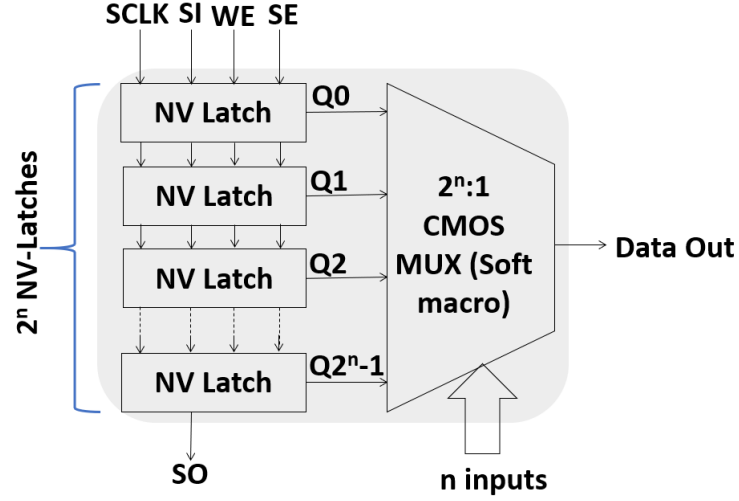 SCLK SI WE SE
2ⁿ NV-Latches
NV Latch
Q0
NV Latch
Q1
NV Latch
Q2
NV Latch
Q2ⁿ-1
2ⁿ:1
CMOS
MUX (Soft
macro)
Data Out
SO
n inputs